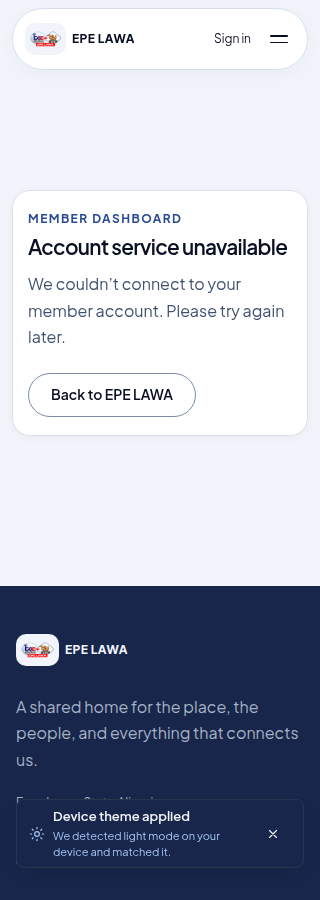 EPE LAWA
Sign in
MEMBER DASHBOARD
Account service unavailable
We couldn’t connect to your
member account. Please try again
later.
Back to EPE LAWA
EPE LAWA
A shared home for the place, the
people, and everything that connects
us.
Device theme applied
We detected light mode on your
device and matched it.